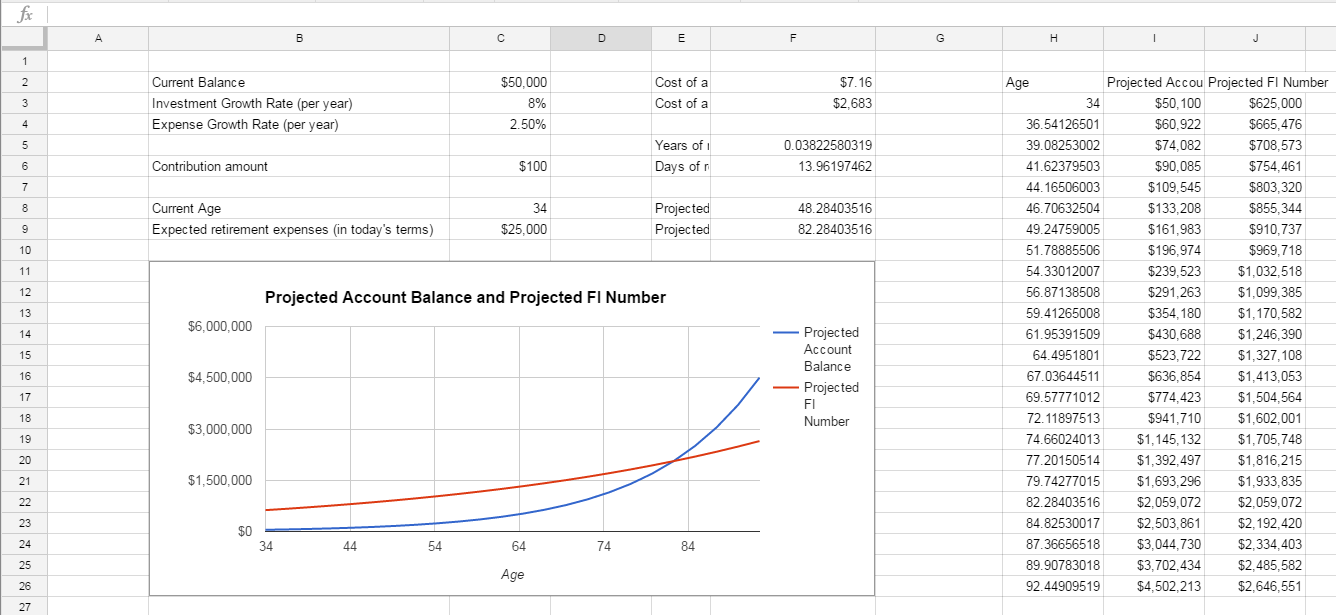 fx
A B C D E F G H I J
1
2 Current Balance $50,000 Cost of a $7.16 Age Projected Accou Projected FI Number
3 Investment Growth Rate (per year) 8% Cost of a $2,683 34 $50,100 $625,000
4 Expense Growth Rate (per year) 2.50% 36.54126501 $60,922 $665,476
5 Years of 0.03822580319 39.08253002 $74,082 $708,573
6 Contribution amount $100 Days of r 13.96197462 41.62379503 $90,085 $754,461
7 44.16506003 $109,545 $803,320
8 Current Age 34 Projected 48.28403516 46.70632504 $133,208 $855,344
9 Expected retirement expenses (in today's terms) $25,000 Projected 82.28403516 49.24759005 $161,983 $910,737
10 51.78885506 $196,974 $969,718
11 54.33012007 $239,523 $1,032,518
12 56.87138508 $291,263 $1,099,385
13 59.41265008 $354,180 $1,170,582
14 61.95391509 $430,688 $1,246,390
15 64.4951801 $523,722 $1,327,108
16 67.03644511 $636,854 $1,413,053
17 69.57771012 $774,423 $1,504,564
18 72.11897513 $941,710 $1,602,001
19 74.66024013 $1,145,132 $1,705,748
20 77.20150514 $1,392,497 $1,816,215
21 79.74277015 $1,693,296 $1,933,835
22 82.28403516 $2,059,072 $2,059,072
23 84.82530017 $2,503,861 $2,192,420
24 87.36656518 $3,044,730 $2,334,403
25 89.90783018 $3,702,434 $2,485,582
26 92.44909519 $4,502,213 $2,646,551
27
Projected Account Balance and Projected FI Number
$6,000,000
$4,500,000
$3,000,000
$1,500,000
$0
34 44 54 64 74 84
Age
Projected
Account
Balance
Projected
FI
Number